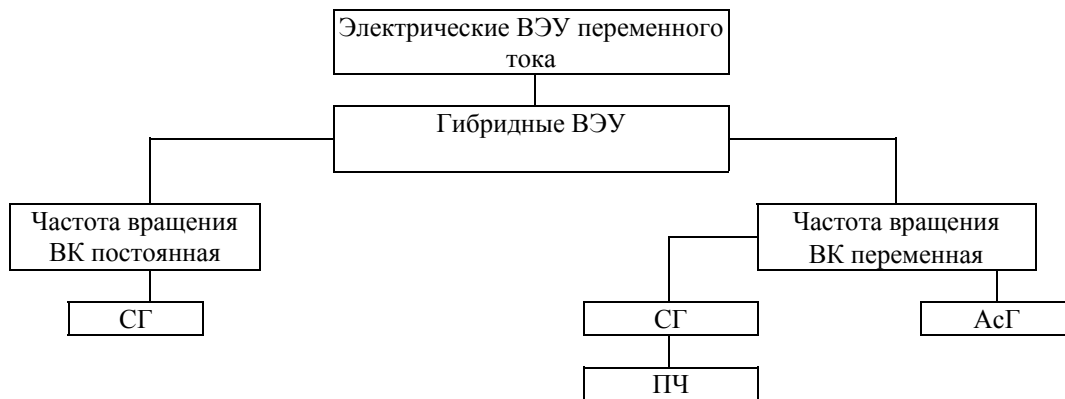 Электрические ВЭУ переменного
тока
Гибридные ВЭУ
Частота вращения
ВК постоянная
Частота вращения
ВК переменная
СГ
СГ
АсГ
ПЧ